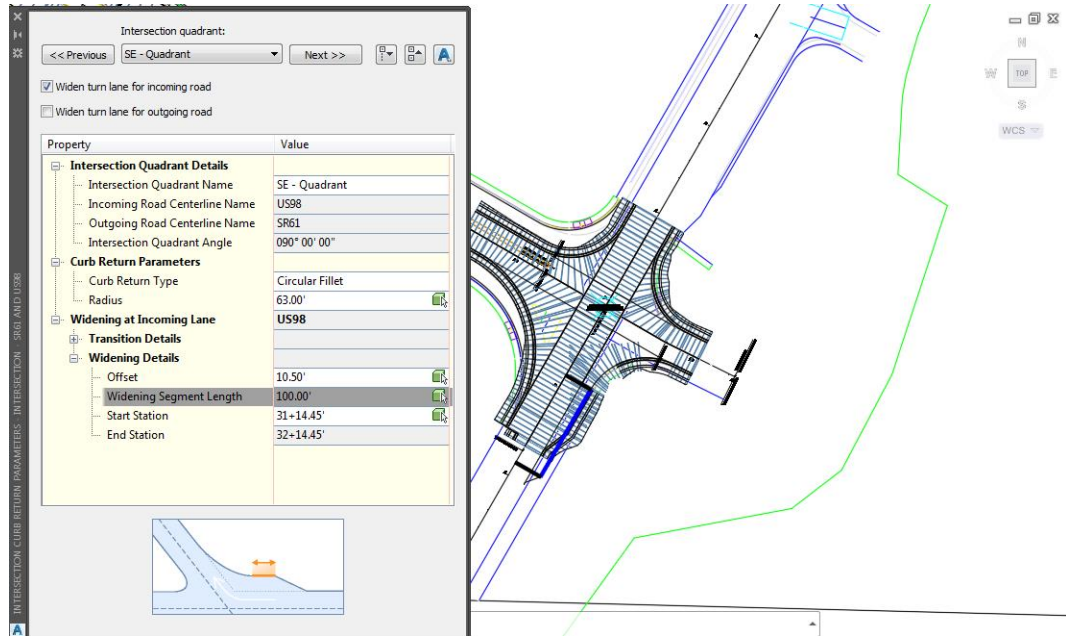 Intersection quadrant:
<< Previous SE - Quadrant Next >> A
Widen turn lane for incoming road
Widen turn lane for outgoing road
Property Value
Intersection Quadrant Details
Intersection Quadrant Name SE - Quadrant
Incoming Road Centerline Name US98
Outgoing Road Centerline Name SR61
Intersection Quadrant Angle 090° 00' 00"
Curb Return Parameters
Curb Return Type Circular Fillet
Radius 63.00'
Widening at Incoming Lane US98
Transition Details
Widening Details
Offset 10.50'
Widening Segment Length 100.00'
Start Station 31+14.45'
End Station 32+14.45'
INTERSECTION CURB RETURN PARAMETERS - INTERSECTION - SR61 AND US98
A
N
W TOP E
S
WCS